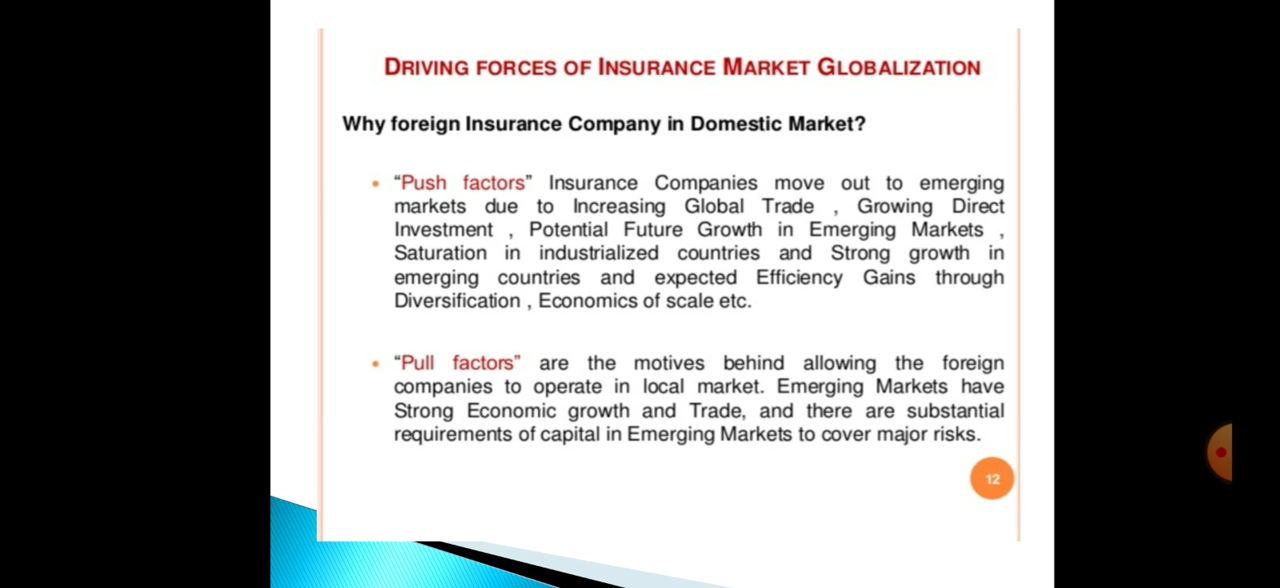 DRIVING FORCES OF INSURANCE MARKET GLOBALIZATION
Why foreign Insurance Company in Domestic Market?
• “Push factors” Insurance Companies move out to emerging
markets due to Increasing Global Trade , Growing Direct
Investment , Potential Future Growth in Emerging Markets ,
Saturation in industrialized countries and Strong growth in
emerging countries and expected Efficiency Gains through
Diversification , Economics of scale etc.
• “Pull factors” are the motives behind allowing the foreign
companies to operate in local market. Emerging Markets have
Strong Economic growth and Trade, and there are substantial
requirements of capital in Emerging Markets to cover major risks.
12